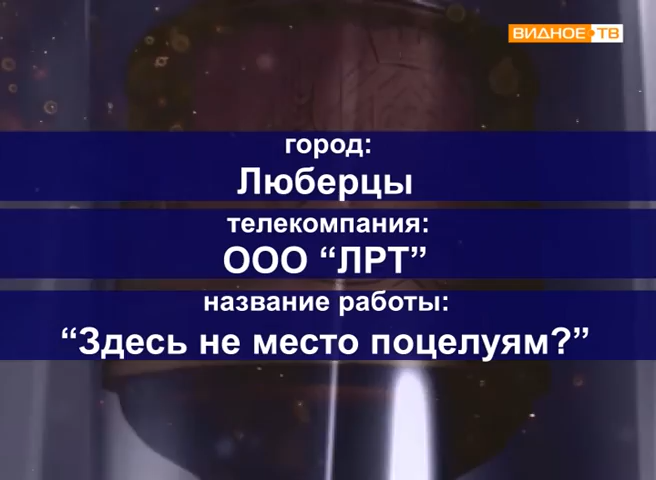 ВИДНОЕ ТВ
город:
Люберцы
телекомпания:
ООО “ЛРТ”
название работы:
“Здесь не место поцелуям?”